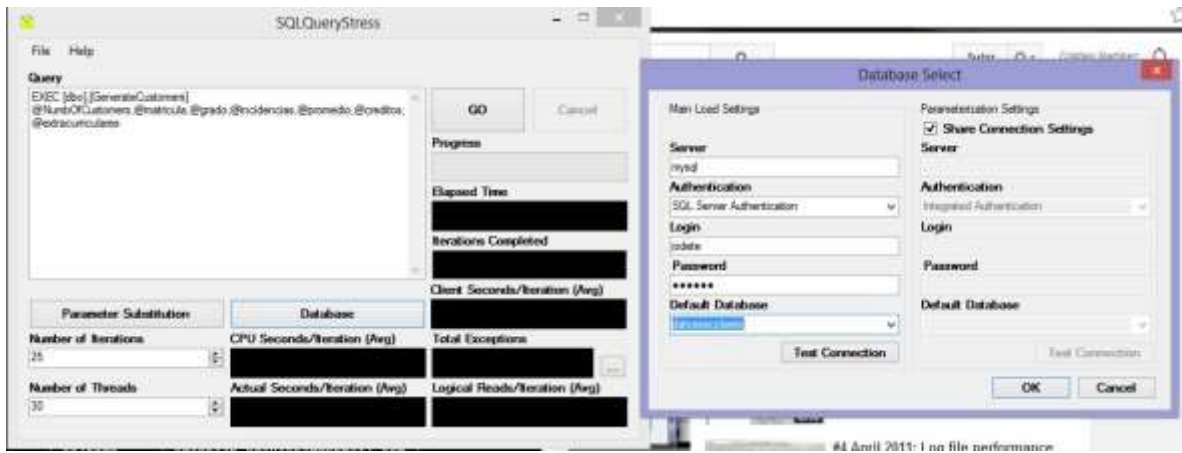 SQLQueryStress
File Help
Query
EXEC [dbo].[GenerateCustomers]
@NumbOfCustomers, @matricula, @grado, @incidencias, @promedio, @creditos,
@extracurriculares
GO
Cancel
Progress
Elapsed Time
Iterations Completed
Client Seconds/Iteration (Avg)
Parameter Substitution
Database
Number of Iterations
CPU Seconds/Iteration (Avg)
Total Exceptions
25
...
Number of Threads
Actual Seconds/Iteration (Avg)
Logical Reads/Iteration (Avg)
30
Database Select
Main Load Settings
Server
Authentication
SQL Server Authentication
Login
Password
******
Default Database
Test Connection
Parameterization Settings
Share Connection Settings
Server
Authentication
Integrated Authentication
Login
Password
Default Database
Test Connection
OK
Cancel
#4 April 2011: Log file performance